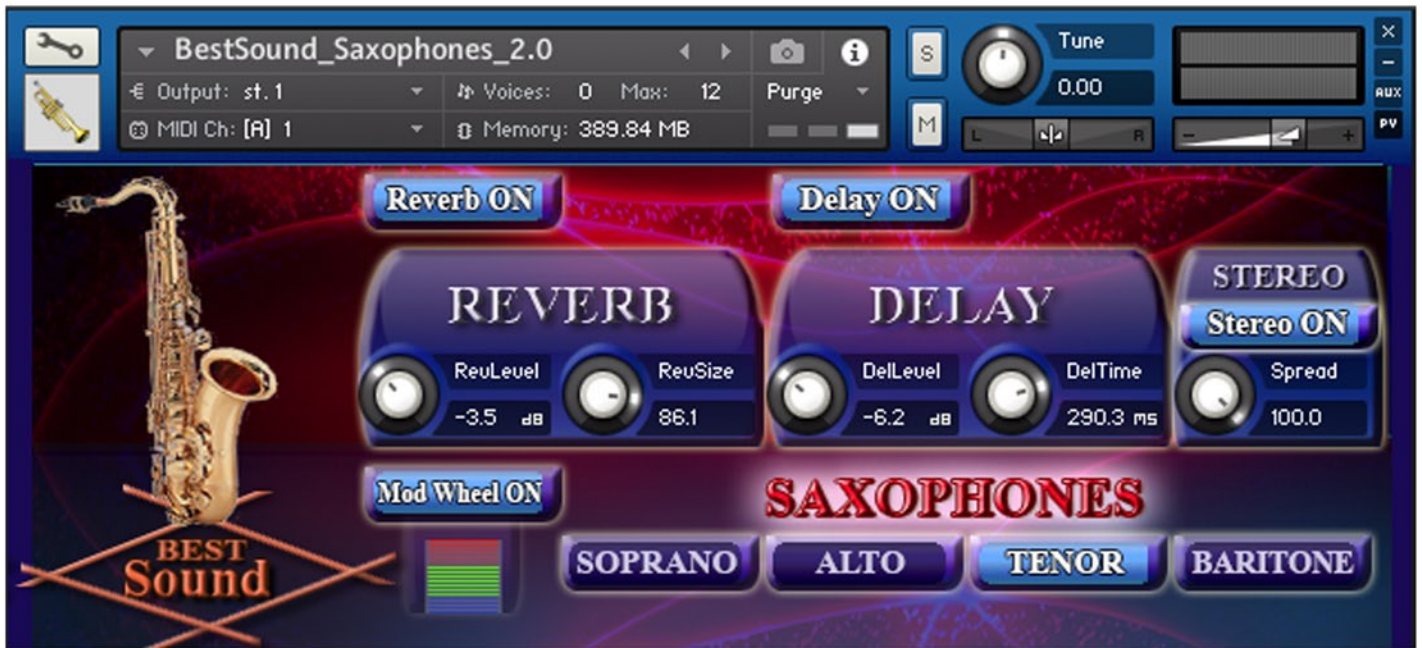 BestSound_Saxophones_2.0
i
Output: st. 1
Voices: 0 Max: 12
Purge
MIDI Ch: [A] 1
Memory: 389.84 MB
S
M
Tune
0.00
L R
- +
×
-
AUX
PV
Reverb ON
Delay ON
REVERB
RevLevel
-3.5 dB
RevSize
86.1
DELAY
DelLevel
-6.2 dB
DelTime
290.3 ms
STEREO
Stereo ON
Spread
100.0
Mod Wheel ON
SAXOPHONES
SOPRANO
ALTO
TENOR
BARITONE
BEST
Sound